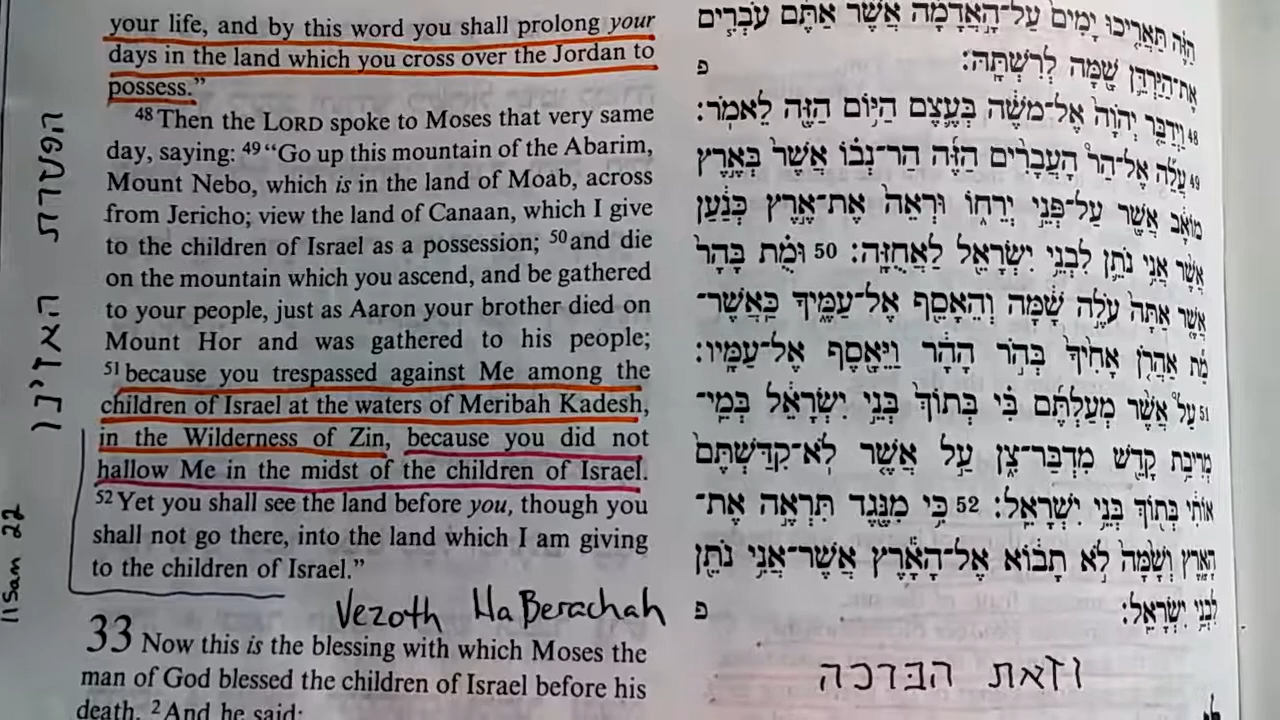 your life, and by this word you shall prolong your
days in the land which you cross over the Jordan to
possess.”
48 Then the LORD spoke to Moses that very same
day, saying: 49 “Go up this mountain of the Abarim,
Mount Nebo, which is in the land of Moab, across
from Jericho; view the land of Canaan, which I give
to the children of Israel as a possession; 50 and die
on the mountain which you ascend, and be gathered
to your people, just as Aaron your brother died on
Mount Hor and was gathered to his people;
51 because you trespassed against Me among the
children of Israel at the waters of Meribah Kadesh,
in the Wilderness of Zin, because you did not
hallow Me in the midst of the children of Israel.
52 Yet you shall see the land before you, though you
shall not go there, into the land which I am giving
to the children of Israel.”
Vezoth HaBerachah
33 Now this is the blessing with which Moses the
man of God blessed the children of Israel before his
death. 2 And he said:
הפטרת האזינו
II Sam 22
הַזֶּה תַּאֲרִיכוּ יָמִים עַל־הָאֲדָמָה אֲשֶׁר אַתֶּם עֹבְרִים
אֶת־הַיַּרְדֵּן שָׁמָּה לְרִשְׁתָּהּ׃ פ
48 וַיְדַבֵּר יְהוָֹה אֶל־מֹשֶׁה בְּעֶצֶם הַיּוֹם הַזֶּה לֵאמֹר׃
49 עֲלֵה אֶל־הַר הָעֲבָרִים הַזֶּה הַר־נְבוֹ אֲשֶׁר בְּאֶרֶץ
מוֹאָב אֲשֶׁר עַל־פְּנֵי יְרֵחוֹ וּרְאֵה אֶת־אֶרֶץ כְּנַעַן
אֲשֶׁר אֲנִי נֹתֵן לִבְנֵי יִשְׂרָאֵל לַאֲחֻזָּה׃ 50 וּמֻת בָּהָר
אֲשֶׁר אַתָּה עֹלֶה שָׁמָּה וְהֵאָסֵף אֶל־עַמֶּיךָ כַּאֲשֶׁר־
מֵת אַהֲרֹן אָחִיךָ בְּהֹר הָהָר וַיֵּאָסֶף אֶל־עַמָּיו׃
51 עַל אֲשֶׁר מְעַלְתֶּם בִּי בְּתוֹךְ בְּנֵי יִשְׂרָאֵל בְּמֵי־
מְרִיבַת קָדֵשׁ מִדְבַּר־צִן עַל אֲשֶׁר לֹא־קִדַּשְׁתֶּם
אוֹתִי בְּתוֹךְ בְּנֵי יִשְׂרָאֵל׃ 52 כִּי מִנֶּגֶד תִּרְאֶה אֶת־
הָאָרֶץ וְשָׁמָּה לֹא תָבוֹא אֶל־הָאָרֶץ אֲשֶׁר־אֲנִי נֹתֵן
לִבְנֵי יִשְׂרָאֵל׃ פ
וזאת הברכה